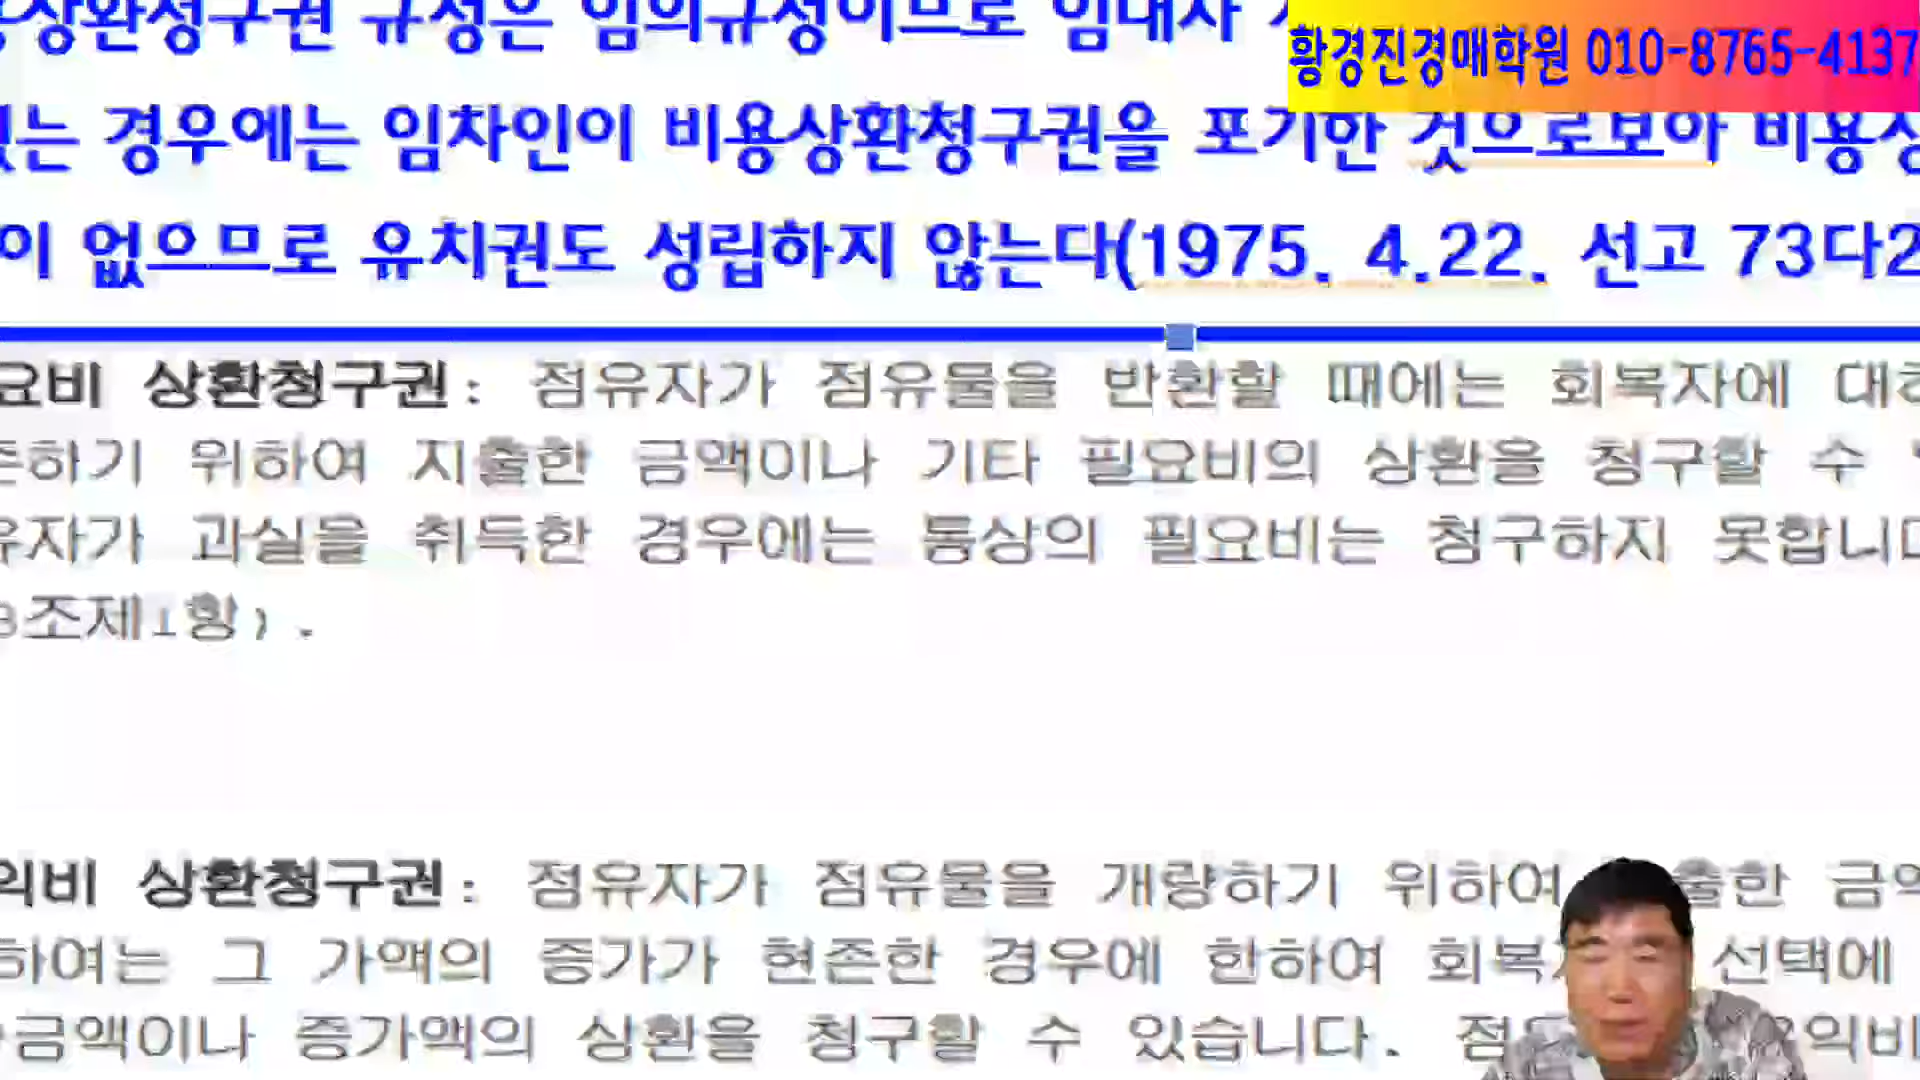 상환청구권 규정은 임의규정이므로 임대차
황경진경매학원 010-8765-4137
있는 경우에는 임차인이 비용상환청구권을 포기한 것으로보아 비용상
이 없으므로 유치권도 성립하지 않는다(1975. 4.22. 선고 73다2
요비 상환청구권: 점유자가 점유물을 반환할 때에는 회복자에 대하
존하기 위하여 지출한 금액이나 기타 필요비의 상환을 청구할 수
유자가 과실을 취득한 경우에는 통상의 필요비는 청구하지 못합니다
3조제1항).
익비 상환청구권: 점유자가 점유물을 개량하기 위하여 출한 금액
하여는 그 가액의 증가가 현존한 경우에 한하여 회복 선택에
금액이나 증가액의 상환을 청구할 수 있습니다. 점 익비